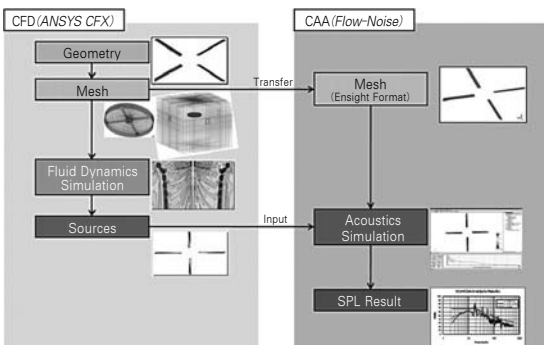 CFD(ANSYS CFX)
Geometry
Mesh
Fluid Dynamics
Simulation
Sources
Transfer
Input
CAA(Flow-Noise)
Mesh
(Ensight Format)
Acoustics
Simulation
SPL Result